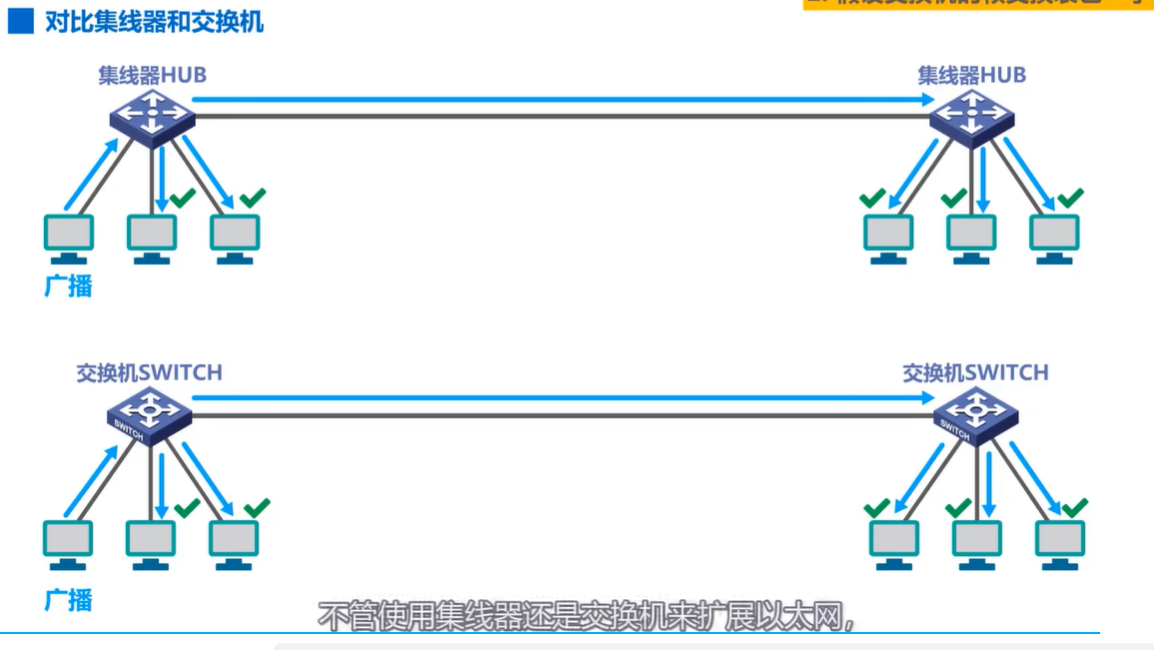 对比集线器和交换机
集线器HUB
集线器HUB
广播
交换机SWITCH
交换机SWITCH
SWITCH
SWITCH
广播
不管使用集线器还是交换机来扩展以太网，